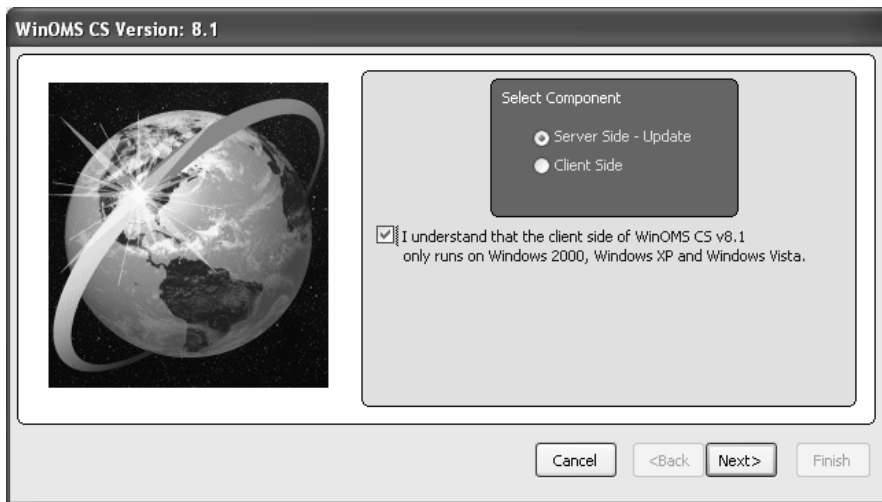 WinOMS CS Version: 8.1
Select Component
Server Side - Update
Client Side
I understand that the client side of WinOMS CS v8.1
only runs on Windows 2000, Windows XP and Windows Vista.
Cancel <Back Next> Finish